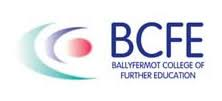 BCFE
BALLYFERMOT COLLEGE OF
FURTHER EDUCATION